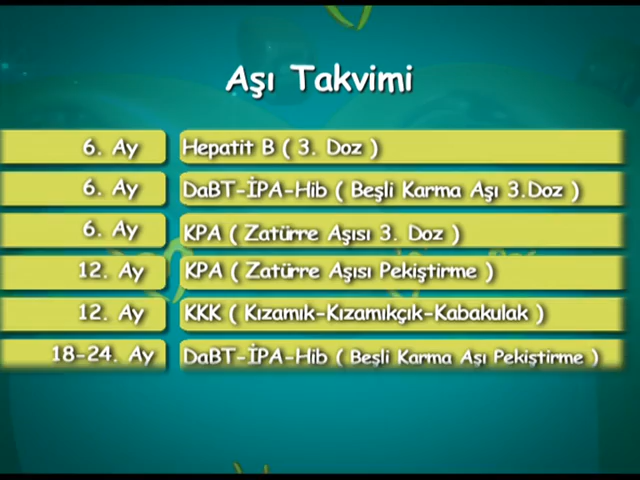 Aşı Takvimi
6. Ay Hepatit B ( 3. Doz )
6. Ay DaBT-İPA-Hib ( Beşli Karma Aşı 3.Doz )
6. Ay KPA ( Zatürre Aşısı 3. Doz )
12. Ay KPA ( Zatürre Aşısı Pekiştirme )
12. Ay KKK ( Kızamık-Kızamıkçık-Kabakulak )
18-24. Ay DaBT-İPA-Hib ( Beşli Karma Aşı Pekiştirme )